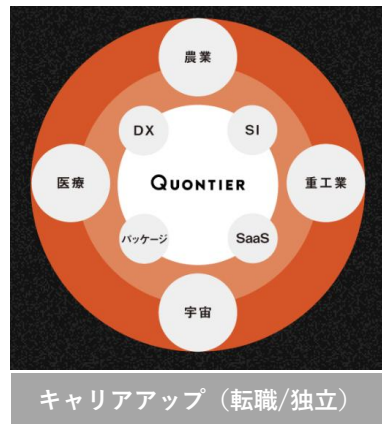 農業
DX
SI
医療
QUONTIER
重工業
パッケージ
SaaS
宇宙
キャリアアップ（転職/独立）